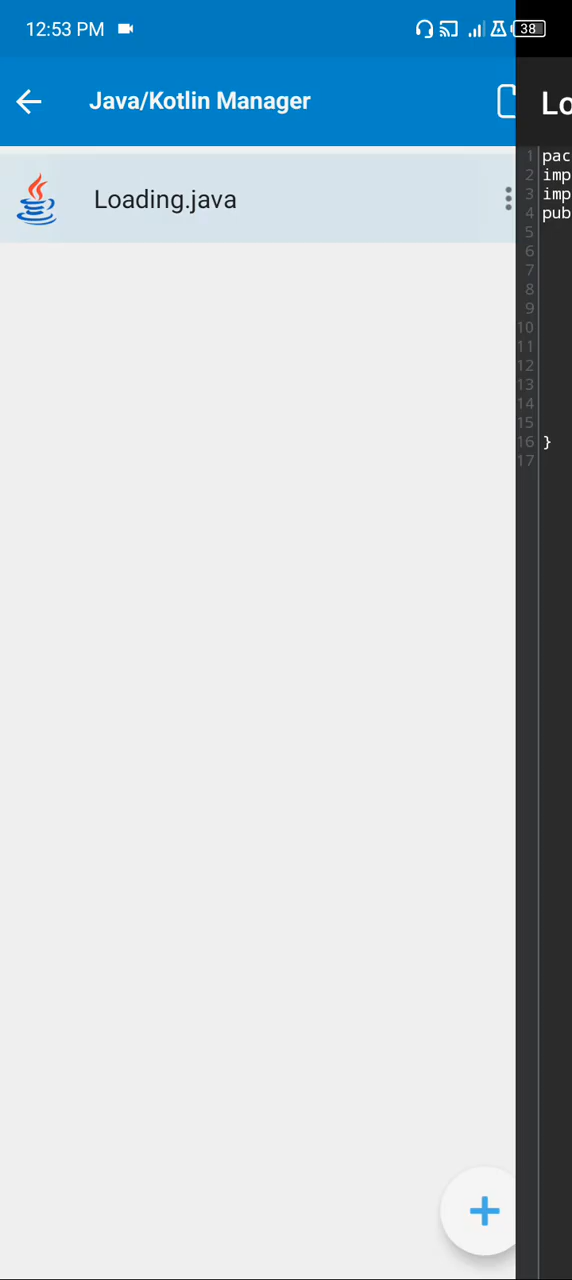 12:53 PM
38
Java/Kotlin Manager
Lo
Loading.java
1 pac
2 imp
3 imp
4 pub
5
6
7
8
9
10
11
12
13
14
15
16 }
17